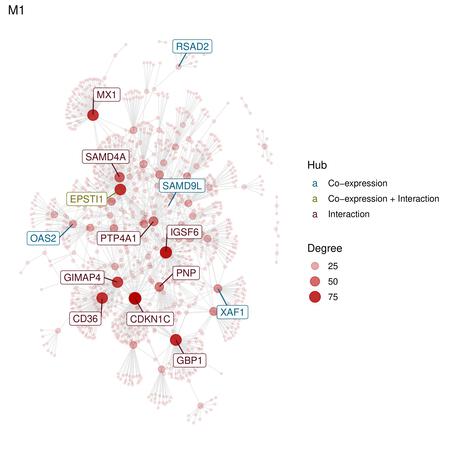 M1
RSAD2
MX1
SAMD4A
SAMD9L
EPSTI1
OAS2
PTP4A1
IGSF6
GIMAP4
PNP
CD36
CDKN1C
XAF1
GBP1
Hub
a Co−expression
a Co−expression + Interaction
a Interaction
Degree
25
50
75